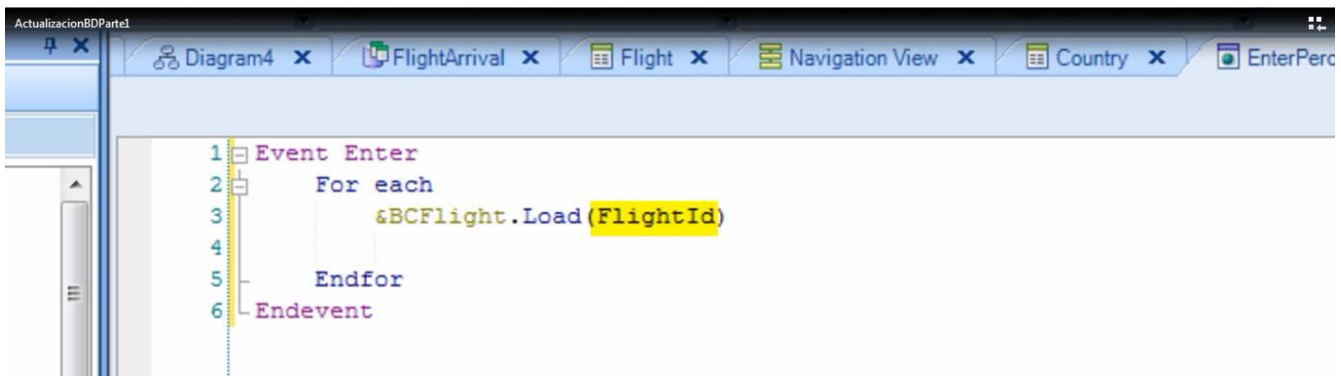 ActualizacionBDParte1
Diagram4 FlightArrival Flight Navigation View Country EnterPerc
1 Event Enter
2 For each
3 &BCFlight.Load(FlightId)
4
5 Endfor
6 Endevent